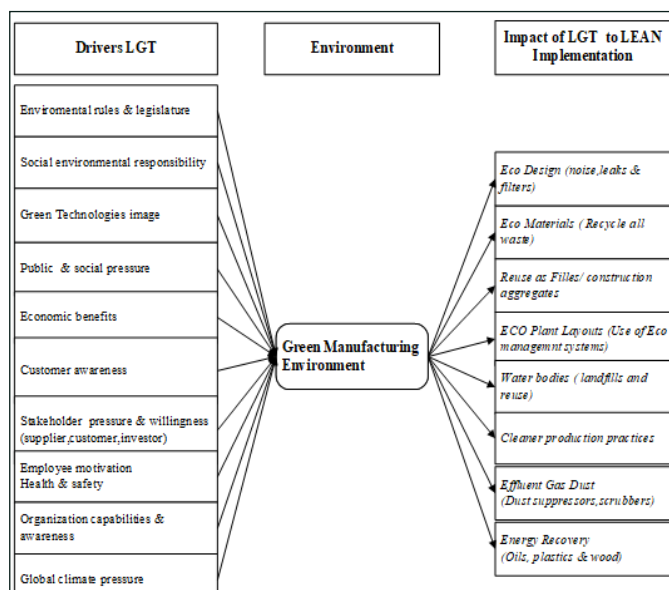 Drivers LGT
Environment
Impact of LGT to LEAN
Implementation
Enviromental rules & legislature
Social environmental responsibility
Green Technologies image
Public & social pressure
Economic benefits
Customer awareness
Stakeholder pressure & willingness
(supplier,customer,investor)
Employee motivation
Health & safety
Organization capabilities &
awareness
Global climate pressure
Green Manufacturing
Environment
Eco Design (noise,leaks &
filters)
Eco Materials ( Recycle all
waste)
Reuse as Filles/ construction
aggregates
ECO Plant Layouts (Use of Eco
managemnt systems)
Water bodies ( landfills and
reuse)
Cleaner production practices
Effluent Gas Dust
(Dust suppressors,scrubbers)
Energy Recovery
(Oils, plastics & wood)